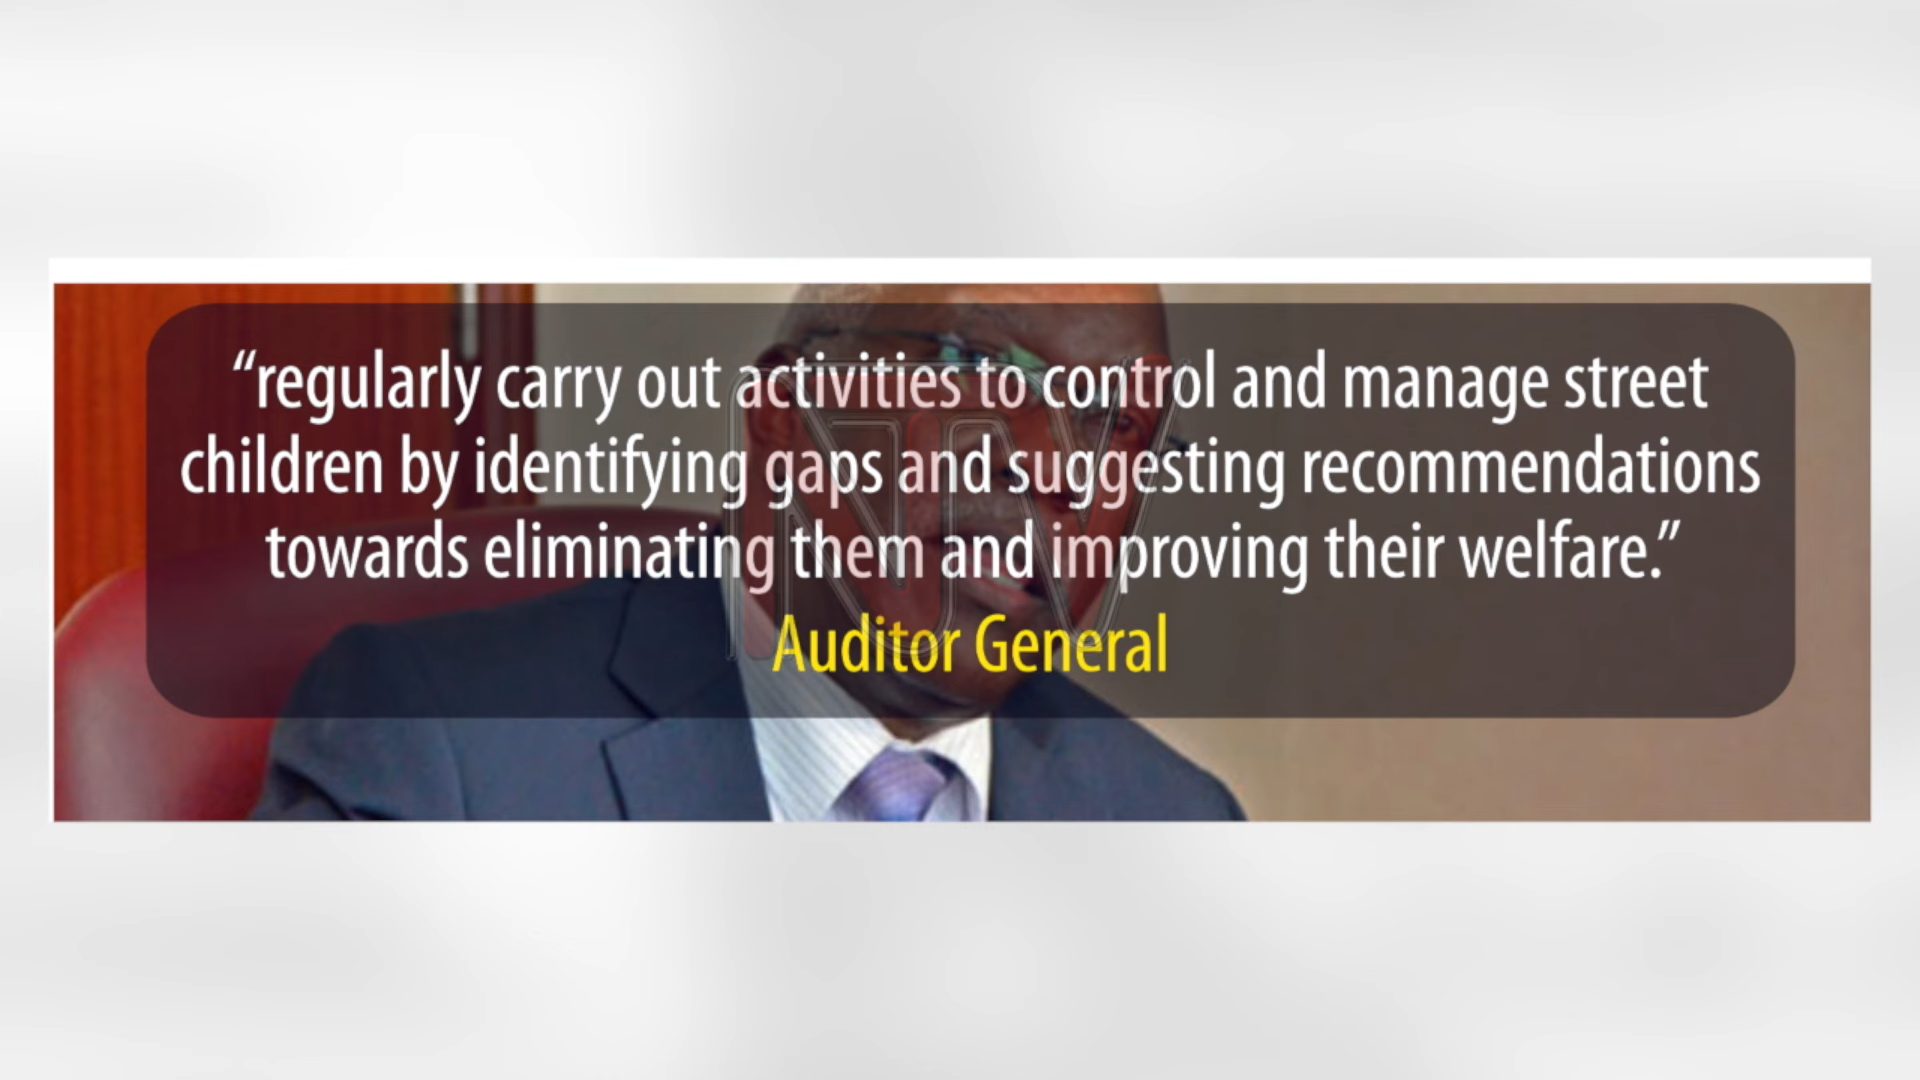 “regularly carry out activities to control and manage street
children by identifying gaps and suggesting recommendations
towards eliminating them and improving their welfare.”
Auditor General
NTV